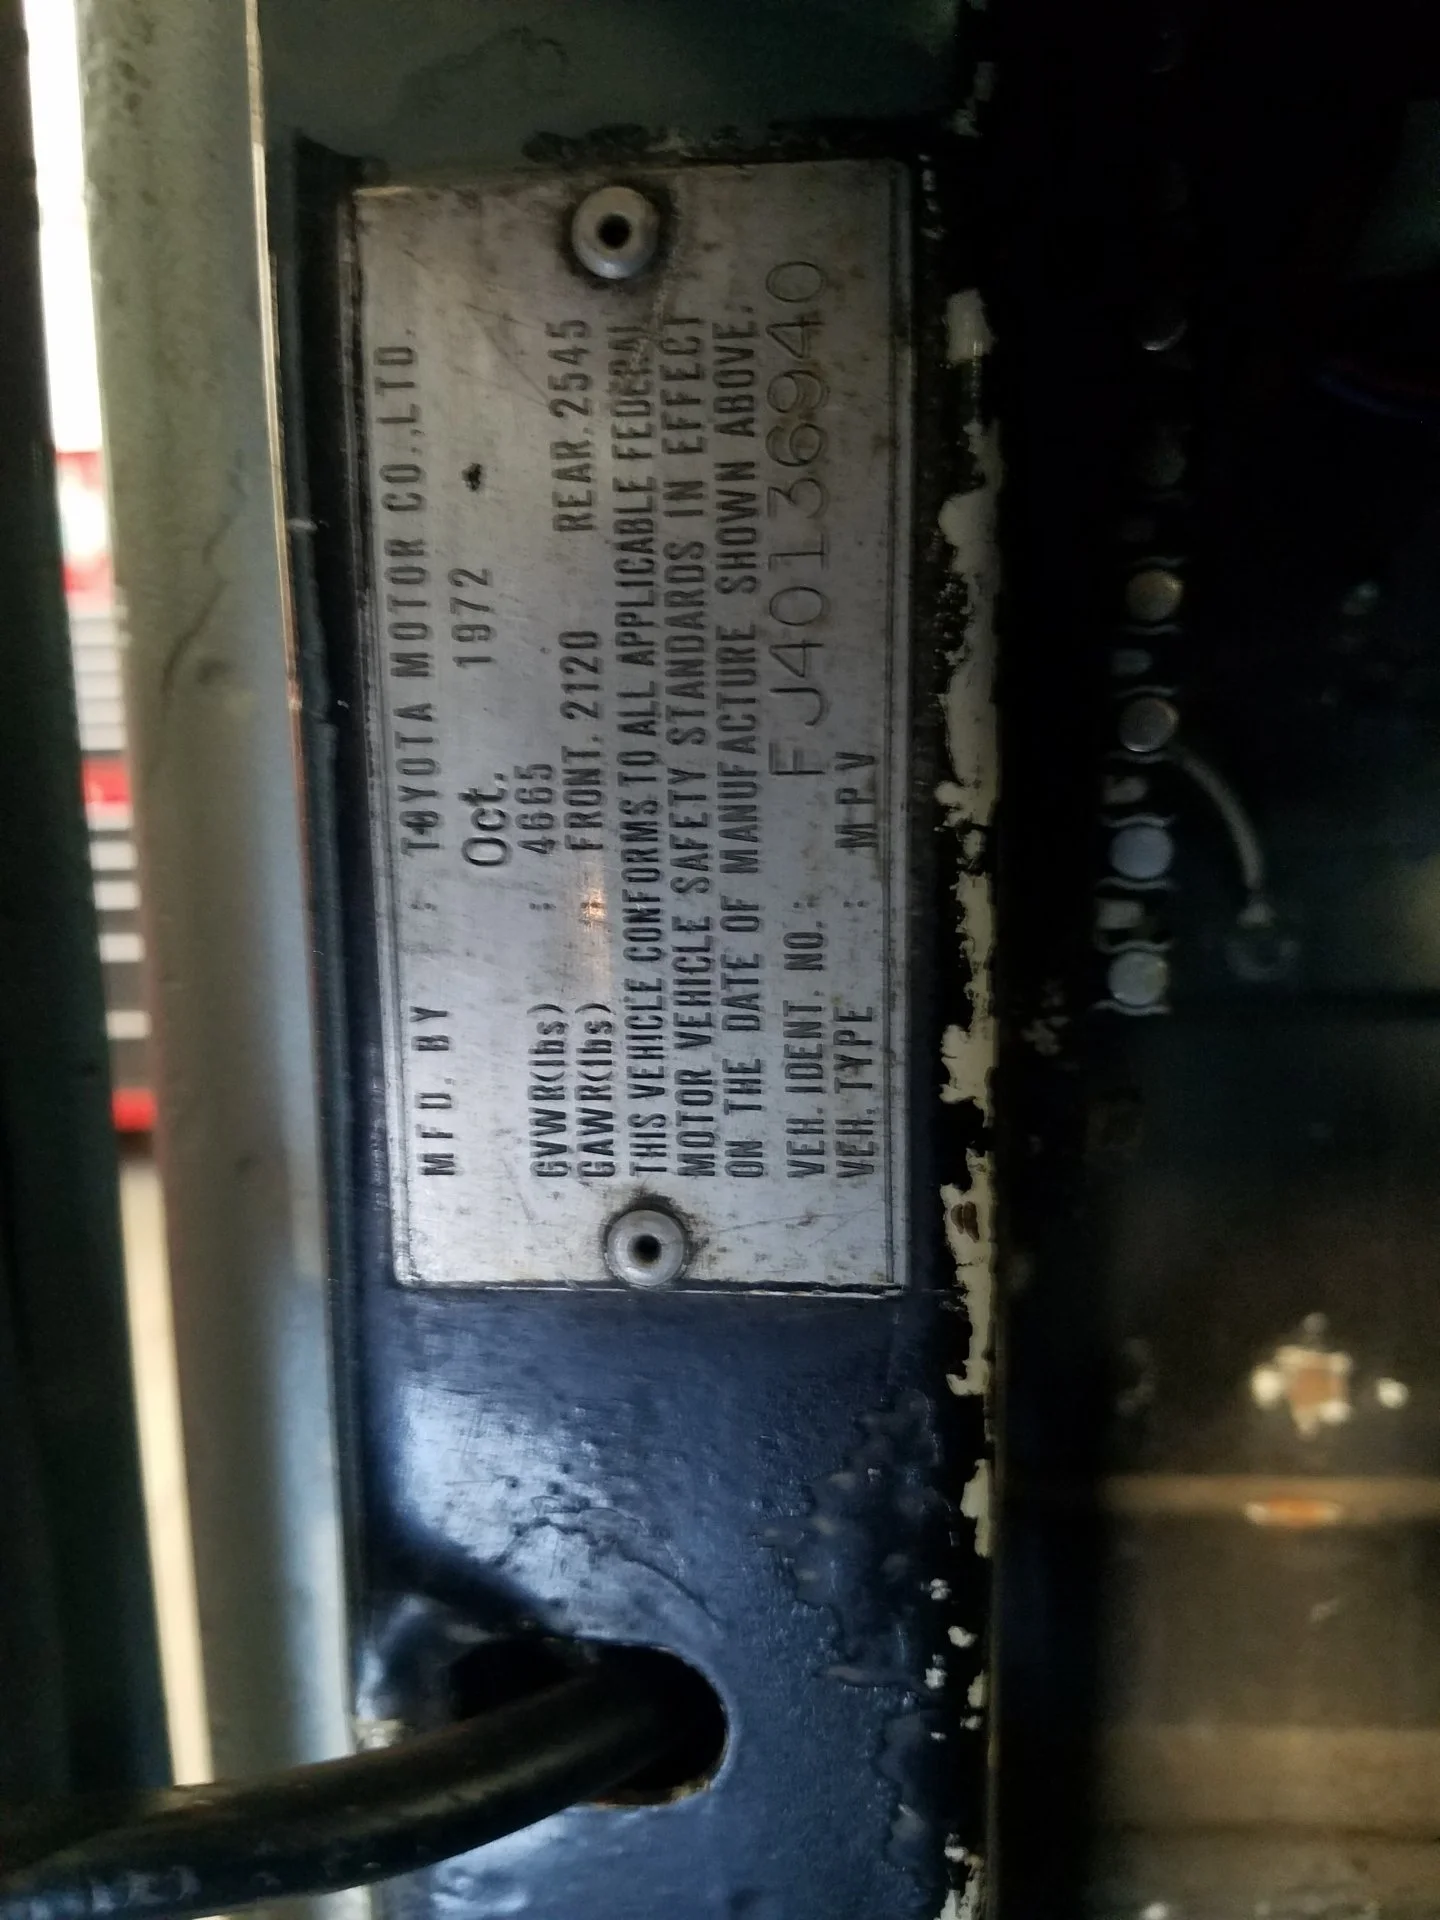 MFD. BY : TOYOTA MOTOR CO.,LTD.
Oct. 1972
GVWR(lbs) : 4665
GAWR(lbs) : FRONT. 2120 REAR. 2545
THIS VEHICLE CONFORMS TO ALL APPLICABLE FEDERAL
MOTOR VEHICLE SAFETY STANDARDS IN EFFECT
ON THE DATE OF MANUFACTURE SHOWN ABOVE.
VEH. IDENT. NO. : FJ40136940
VEH. TYPE : MPV